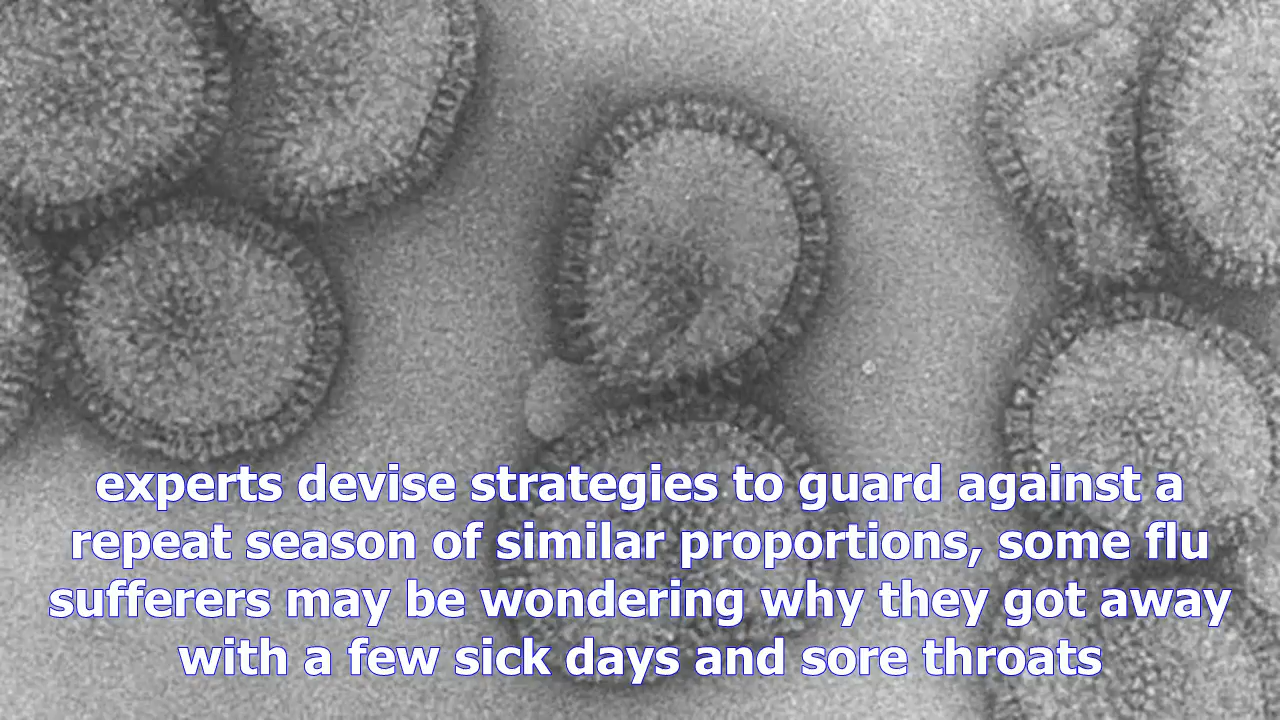 experts devise strategies to guard against a
repeat season of similar proportions, some flu
sufferers may be wondering why they got away
with a few sick days and sore throats